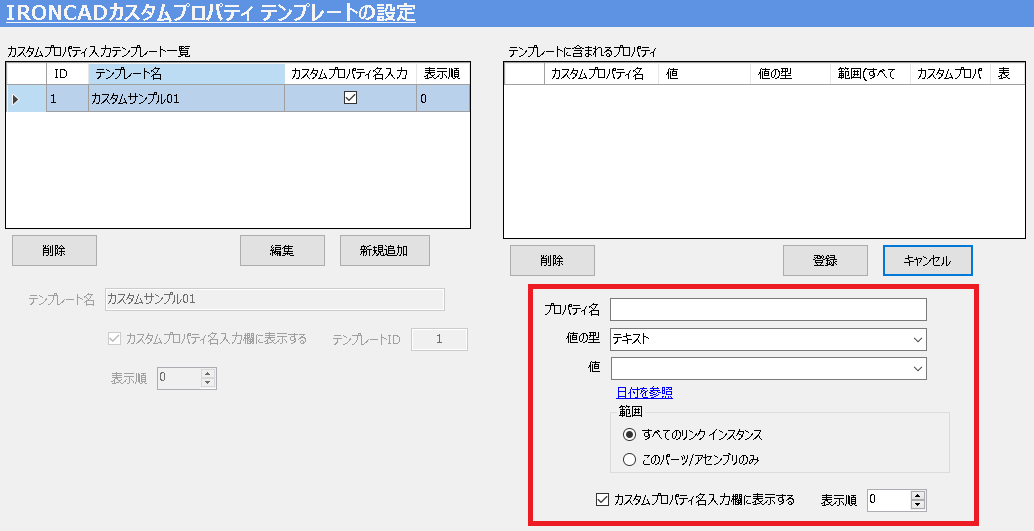 IRONCADカスタムプロパティ テンプレートの設定
カスタムプロパティ入力テンプレート一覧
ID テンプレート名 カスタムプロパティ名入力 表示順
1 カスタムサンプル01 0
削除 編集 新規追加
テンプレート名 カスタムサンプル01
カスタムプロパティ名入力欄に表示する テンプレートID 1
表示順 0
テンプレートに含まれるプロパティ
カスタムプロパティ名 値 値の型 範囲(すべて カスタムプロパ 表
削除 登録 キャンセル
プロパティ名
値の型 テキスト
値
日付を参照
範囲
すべてのリンク インスタンス
このパーツ/アセンブリのみ
カスタムプロパティ名入力欄に表示する 表示順 0